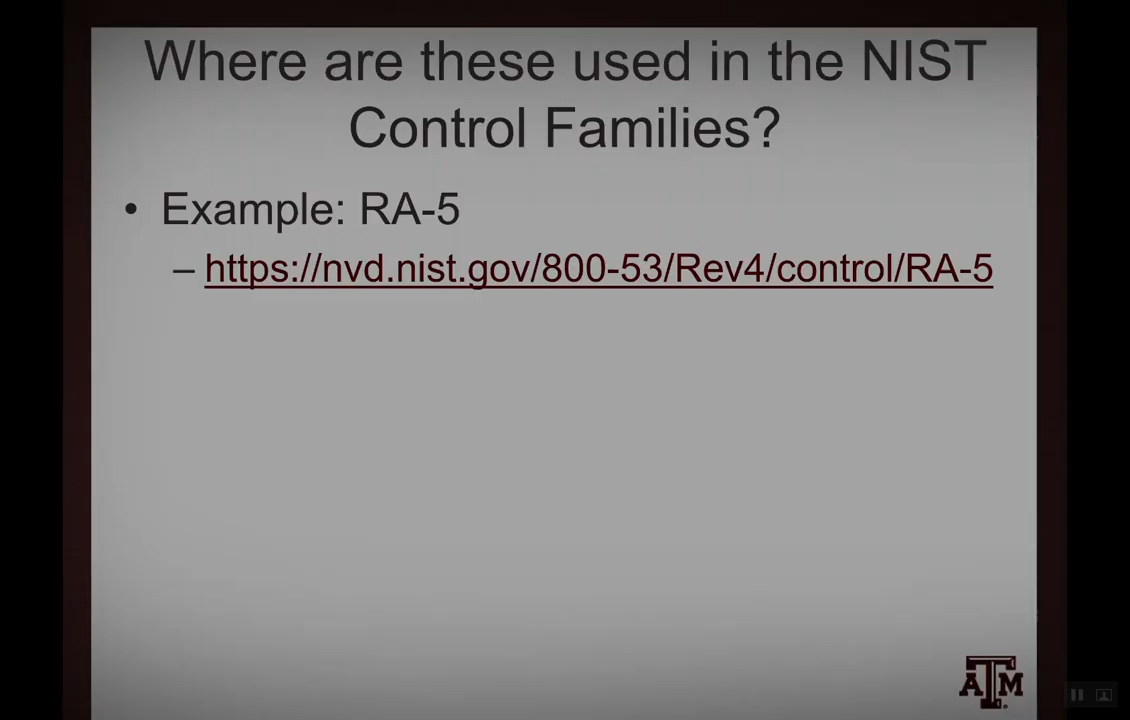 Where are these used in the NIST
Control Families?
• Example: RA-5
– https://nvd.nist.gov/800-53/Rev4/control/RA-5
ATM